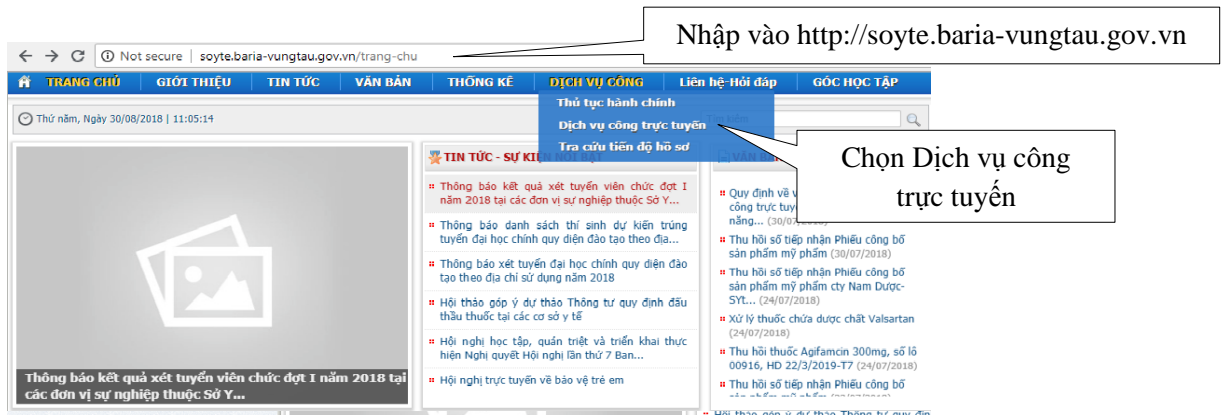 Nhập vào http://soyte.baria-vungtau.gov.vn
Not secure | soyte.baria-vungtau.gov.vn/trang-chu
TRANG CHỦ GIỚI THIỆU TIN TỨC VĂN BẢN THỐNG KÊ DỊCH VỤ CÔNG Liên hệ-Hỏi đáp GÓC HỌC TẬP
Thủ tục hành chính
Dịch vụ công trực tuyến
Tra cứu tiến độ hồ sơ
Thứ năm, Ngày 30/08/2018 | 11:05:14
Chọn Dịch vụ công
trực tuyến
Thông báo kết quả xét tuyển viên chức đợt I năm 2018 tại
các đơn vị sự nghiệp thuộc Sở Y...
TIN TỨC - SỰ KIỆN NỔI BẬT
Thông báo kết quả xét tuyển viên chức đợt I
năm 2018 tại các đơn vị sự nghiệp thuộc Sở Y...
Thông báo danh sách thí sinh dự kiến trúng
tuyển đại học chính quy diện đào tạo theo địa...
Thông báo xét tuyển đại học chính quy diện đào
tạo theo địa chỉ sử dụng năm 2018
Hội thảo góp ý dự thảo Thông tư quy định đấu
thầu thuốc tại các cơ sở y tế
Hội nghị học tập, quán triệt và triển khai thực
hiện Nghị quyết Hội nghị lần thứ 7 Ban...
Hội nghị trực tuyến về bảo vệ trẻ em
VĂN BẢN
Quy định về v
công trực tuy
năng... (30/07/2018)
Thu hồi số tiếp nhận Phiếu công bố
sản phẩm mỹ phẩm (30/07/2018)
Thu hồi số tiếp nhận Phiếu công bố
sản phẩm mỹ phẩm cty Nam Dược-
SYt... (24/07/2018)
Xử lý thuốc chứa dược chất Valsartan
(24/07/2018)
Thu hồi thuốc Agifamcin 300mg, số lô
00916, HD 22/3/2019-T7 (24/07/2018)
Thu hồi số tiếp nhận Phiếu công bố
Hội thảo góp ý dự thảo Thông tư quy địn